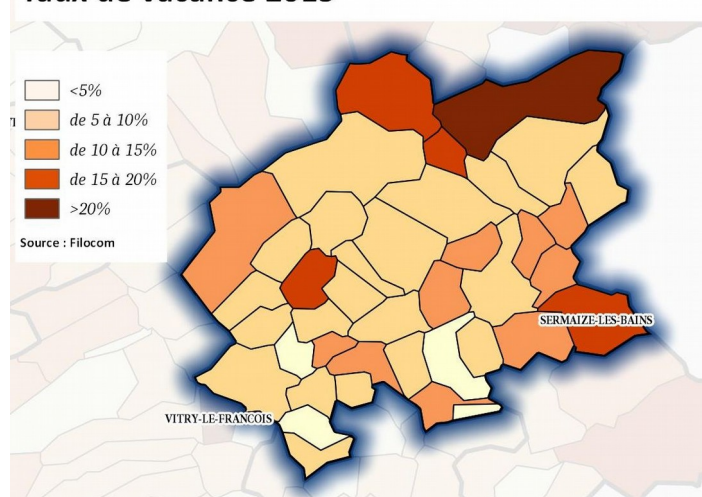 <5%
de 5 à 10%
de 10 à 15%
de 15 à 20%
>20%
Source : Filocom
SERMAIZE-LES-BAINS
VITRY-LE-FRANCOIS